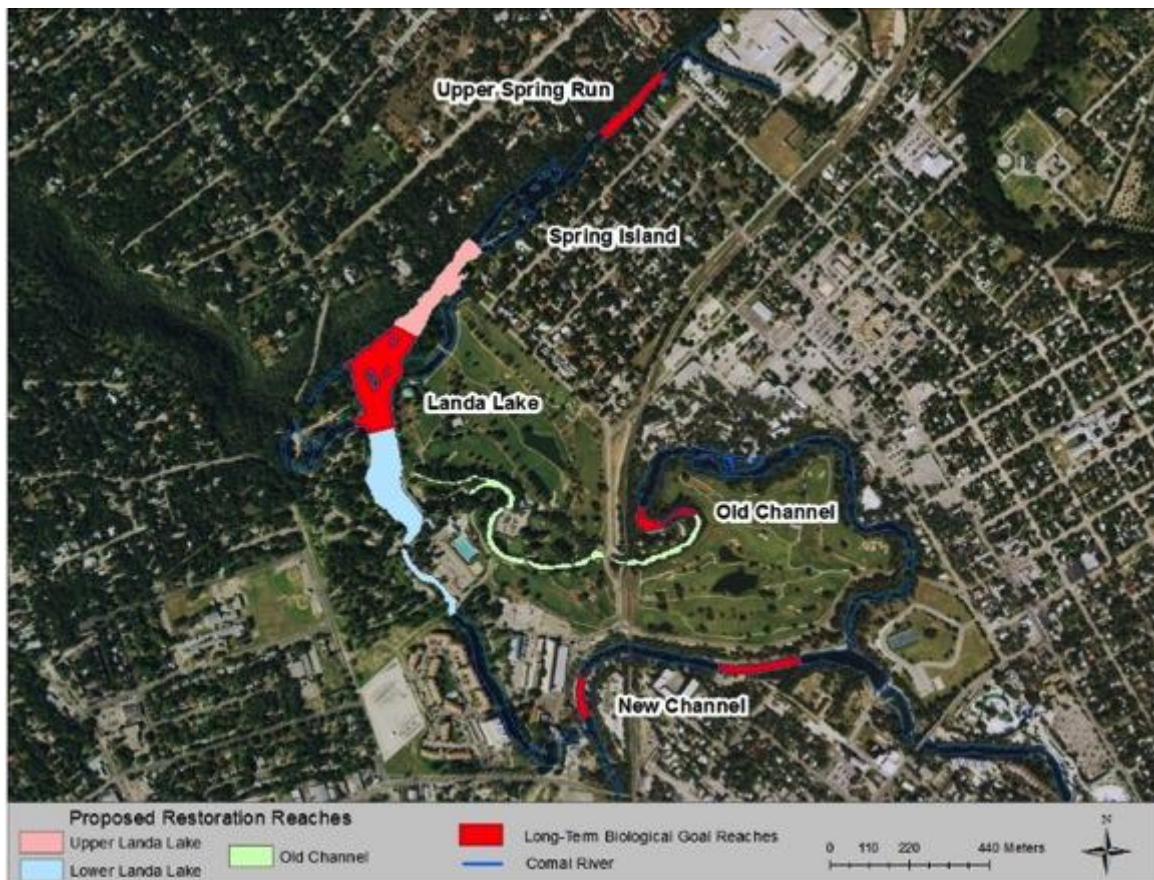 Upper Spring Run
Spring Island
Landa Lake
Old Channel
New Channel
Proposed Restoration Reaches
Upper Landa Lake
Lower Landa Lake
Old Channel
Long-Term Biological Goal Reaches
Comal River
0 110 220 440 Meters
N